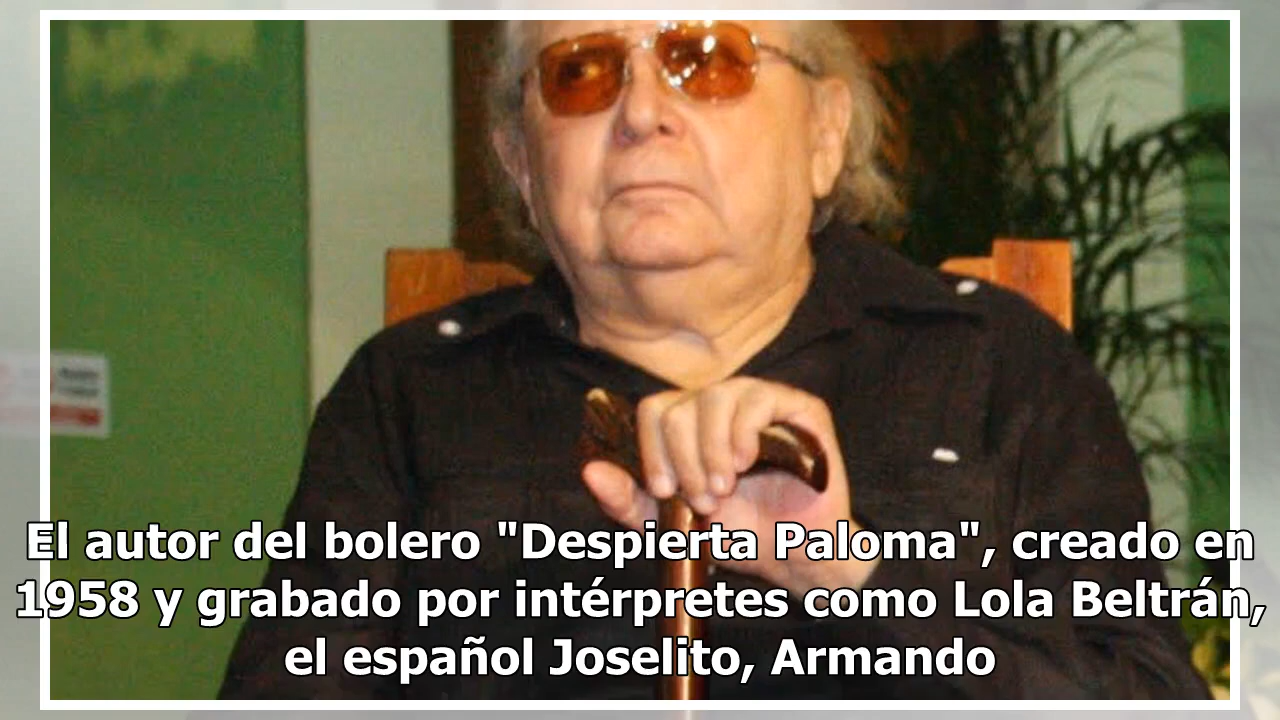 El autor del bolero "Despierta Paloma", creado en
1958 y grabado por intérpretes como Lola Beltrán,
el español Joselito, Armando